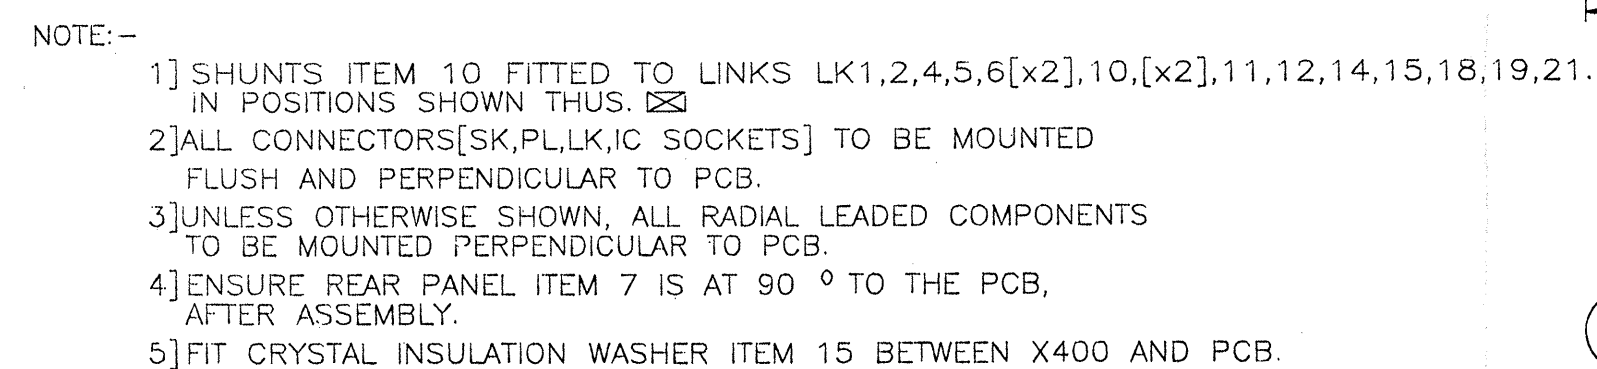 NOTE:-
1] SHUNTS ITEM 10 FITTED TO LINKS LK1,2,4,5,6[x2],10,[x2],11,12,14,15,18,19,21.
IN POSITIONS SHOWN THUS. ☒
2]ALL CONNECTORS[SK,PL,LK,IC SOCKETS] TO BE MOUNTED
FLUSH AND PERPENDICULAR TO PCB.
3]UNLESS OTHERWISE SHOWN, ALL RADIAL LEADED COMPONENTS
TO BE MOUNTED PERPENDICULAR TO PCB.
4]ENSURE REAR PANEL ITEM 7 IS AT 90 ° TO THE PCB,
AFTER ASSEMBLY.
5]FIT CRYSTAL INSULATION WASHER ITEM 15 BETWEEN X400 AND PCB.